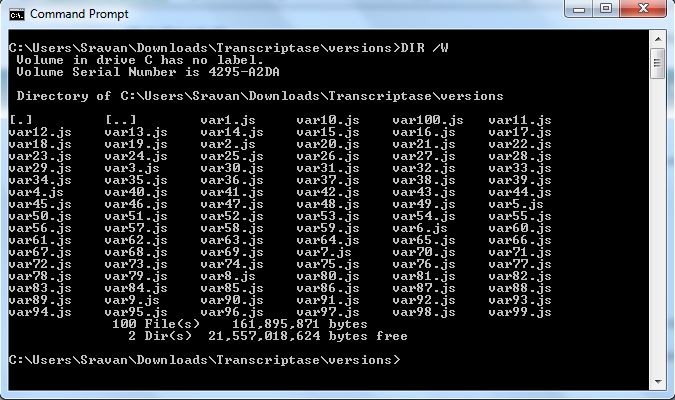 Command Prompt
C:\Users\Sravan\Downloads\Transcriptase\versions>DIR /W
Volume in drive C has no label.
Volume Serial Number is 4295-A2DA
Directory of C:\Users\Sravan\Downloads\Transcriptase\versions
[.] [..] var1.js var10.js var100.js var11.js
var12.js var13.js var14.js var15.js var16.js var17.js
var18.js var19.js var2.js var20.js var21.js var22.js
var23.js var24.js var25.js var26.js var27.js var28.js
var29.js var3.js var30.js var31.js var32.js var33.js
var34.js var35.js var36.js var37.js var38.js var39.js
var4.js var40.js var41.js var42.js var43.js var44.js
var45.js var46.js var47.js var48.js var49.js var5.js
var50.js var51.js var52.js var53.js var54.js var55.js
var56.js var57.js var58.js var59.js var6.js var60.js
var61.js var62.js var63.js var64.js var65.js var66.js
var67.js var68.js var69.js var7.js var70.js var71.js
var72.js var73.js var74.js var75.js var76.js var77.js
var78.js var79.js var8.js var80.js var81.js var82.js
var83.js var84.js var85.js var86.js var87.js var88.js
var89.js var9.js var90.js var91.js var92.js var93.js
var94.js var95.js var96.js var97.js var98.js var99.js
100 File(s) 161,895,871 bytes
2 Dir(s) 21,557,018,624 bytes free
C:\Users\Sravan\Downloads\Transcriptase\versions>